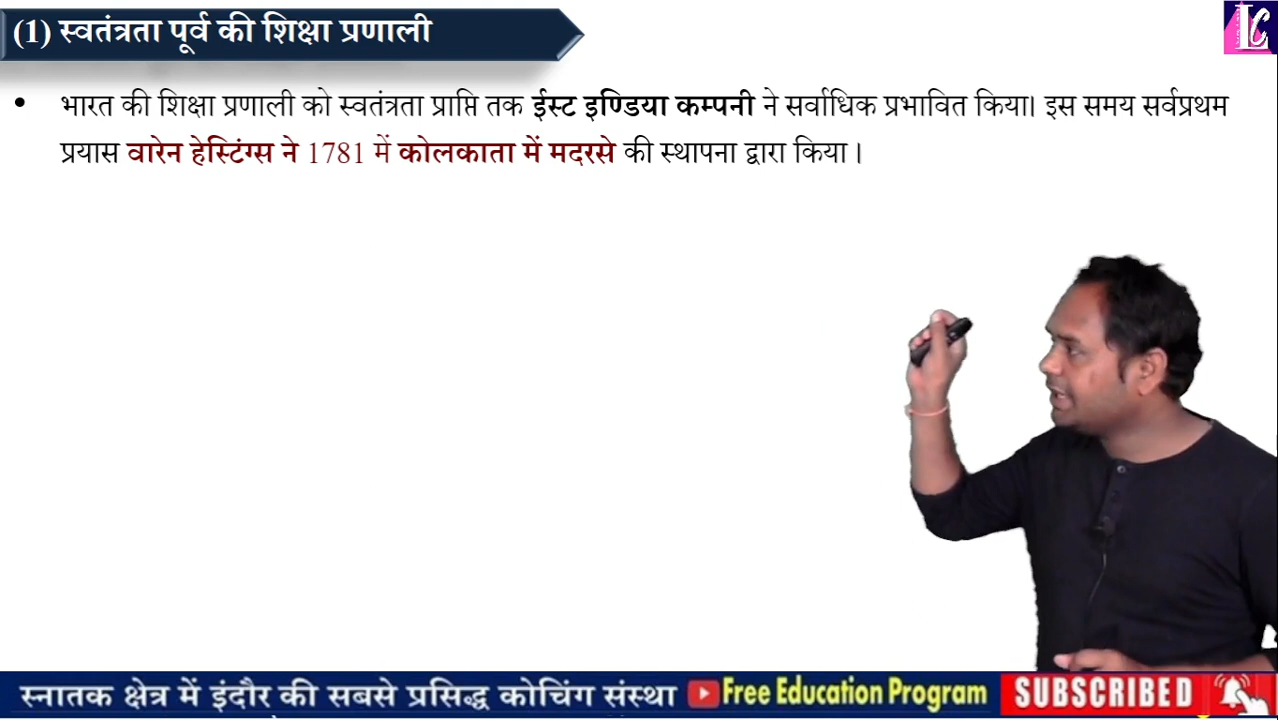 (1) स्वतंत्रता पूर्व की शिक्षा प्रणाली
LC
• भारत की शिक्षा प्रणाली को स्वतंत्रता प्राप्ति तक ईस्ट इण्डिया कम्पनी ने सर्वाधिक प्रभावित किया। इस समय सर्वप्रथम
प्रयास वारेन हेस्टिंग्स ने 1781 में कोलकाता में मदरसे की स्थापना द्वारा किया ।
स्नातक क्षेत्र में इंदौर की सबसे प्रसिद्ध कोचिंग संस्था Free Education Program SUBSCRIBED